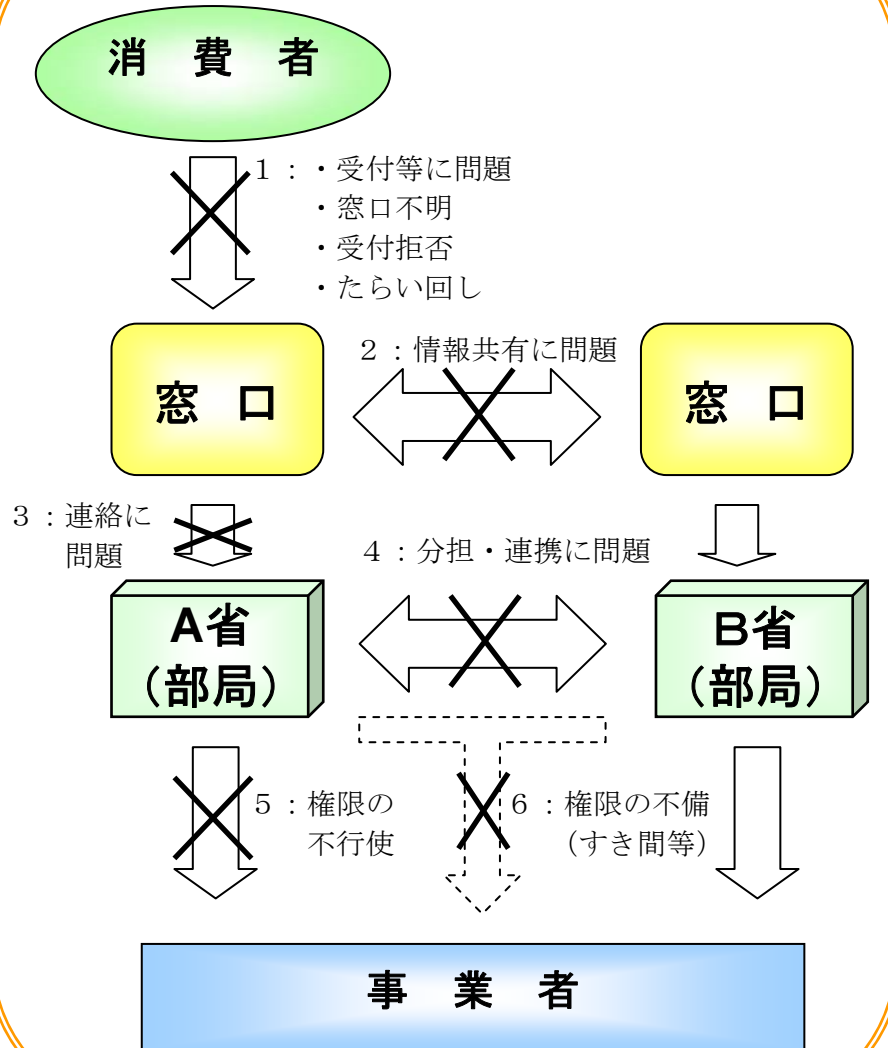 消 費 者
1：・受付等に問題
・窓口不明
・受付拒否
・たらい回し
2：情報共有に問題
窓 口
窓 口
3：連絡に
問題
4：分担・連携に問題
A省
（部局）
B省
（部局）
5：権限の
不行使
6：権限の不備
（すき間等）
事 業 者